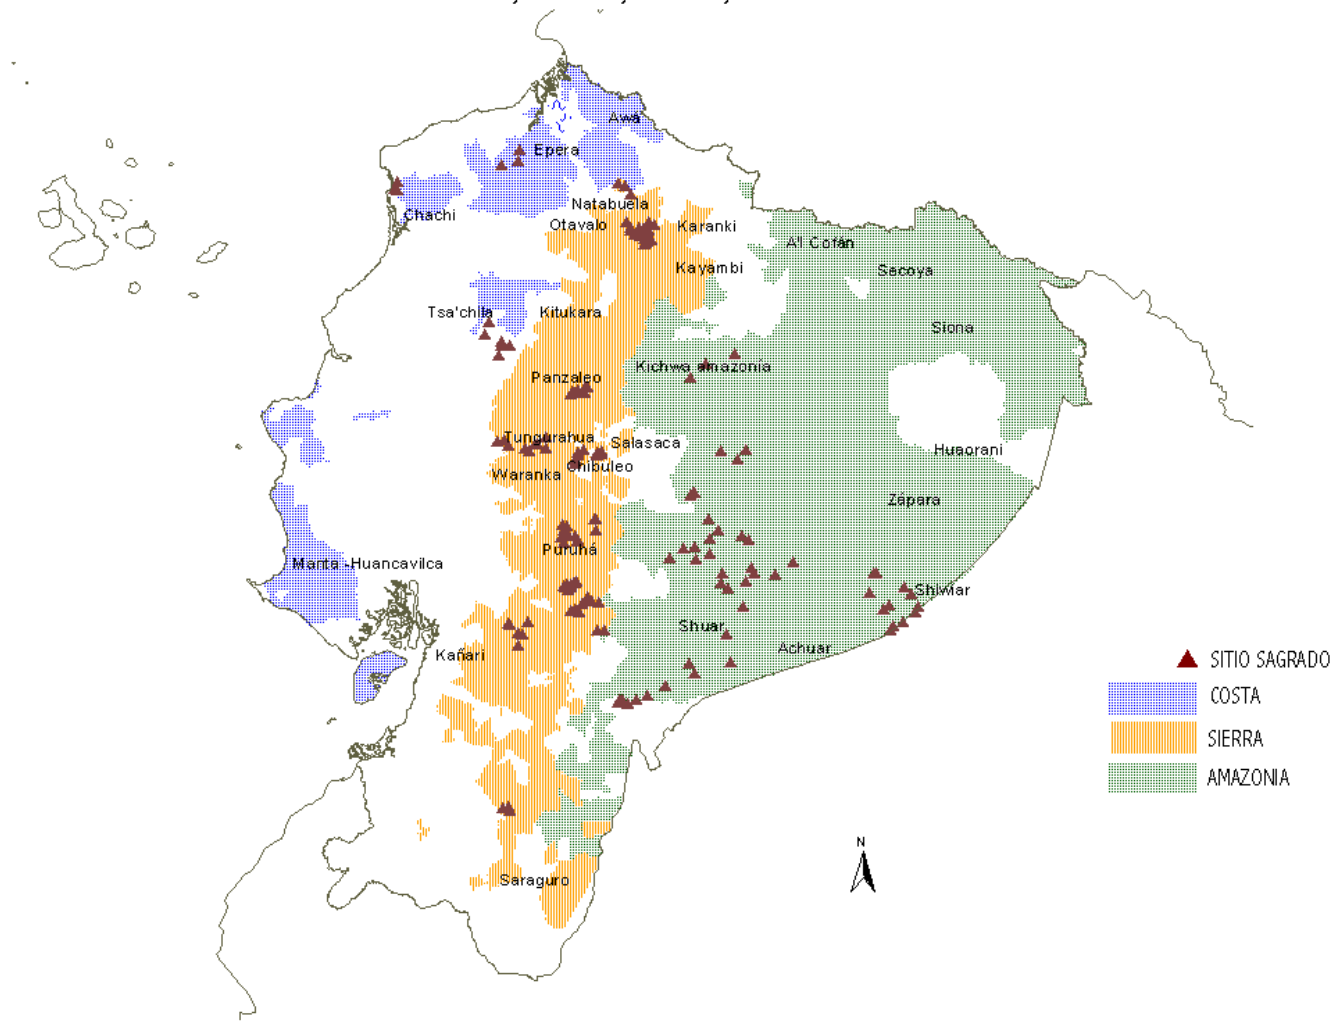 Awa
Epera
Natabuela
Chachi
Otavalo
Karanki
A'I Cofán
Kayambi
Secoya
Tsa'chila
Kitukara
Siona
Kichwa amazonía
Panzaleo
Tungurahua
Salasaca
Huaorani
Chibuleo
Waranka
Zápara
Puruhá
Manta -Huancavilca
Shiwiar
Shuar
Achuar
Kañari
SITIO SAGRADO
COSTA
SIERRA
AMAZONIA
N
Saraguro